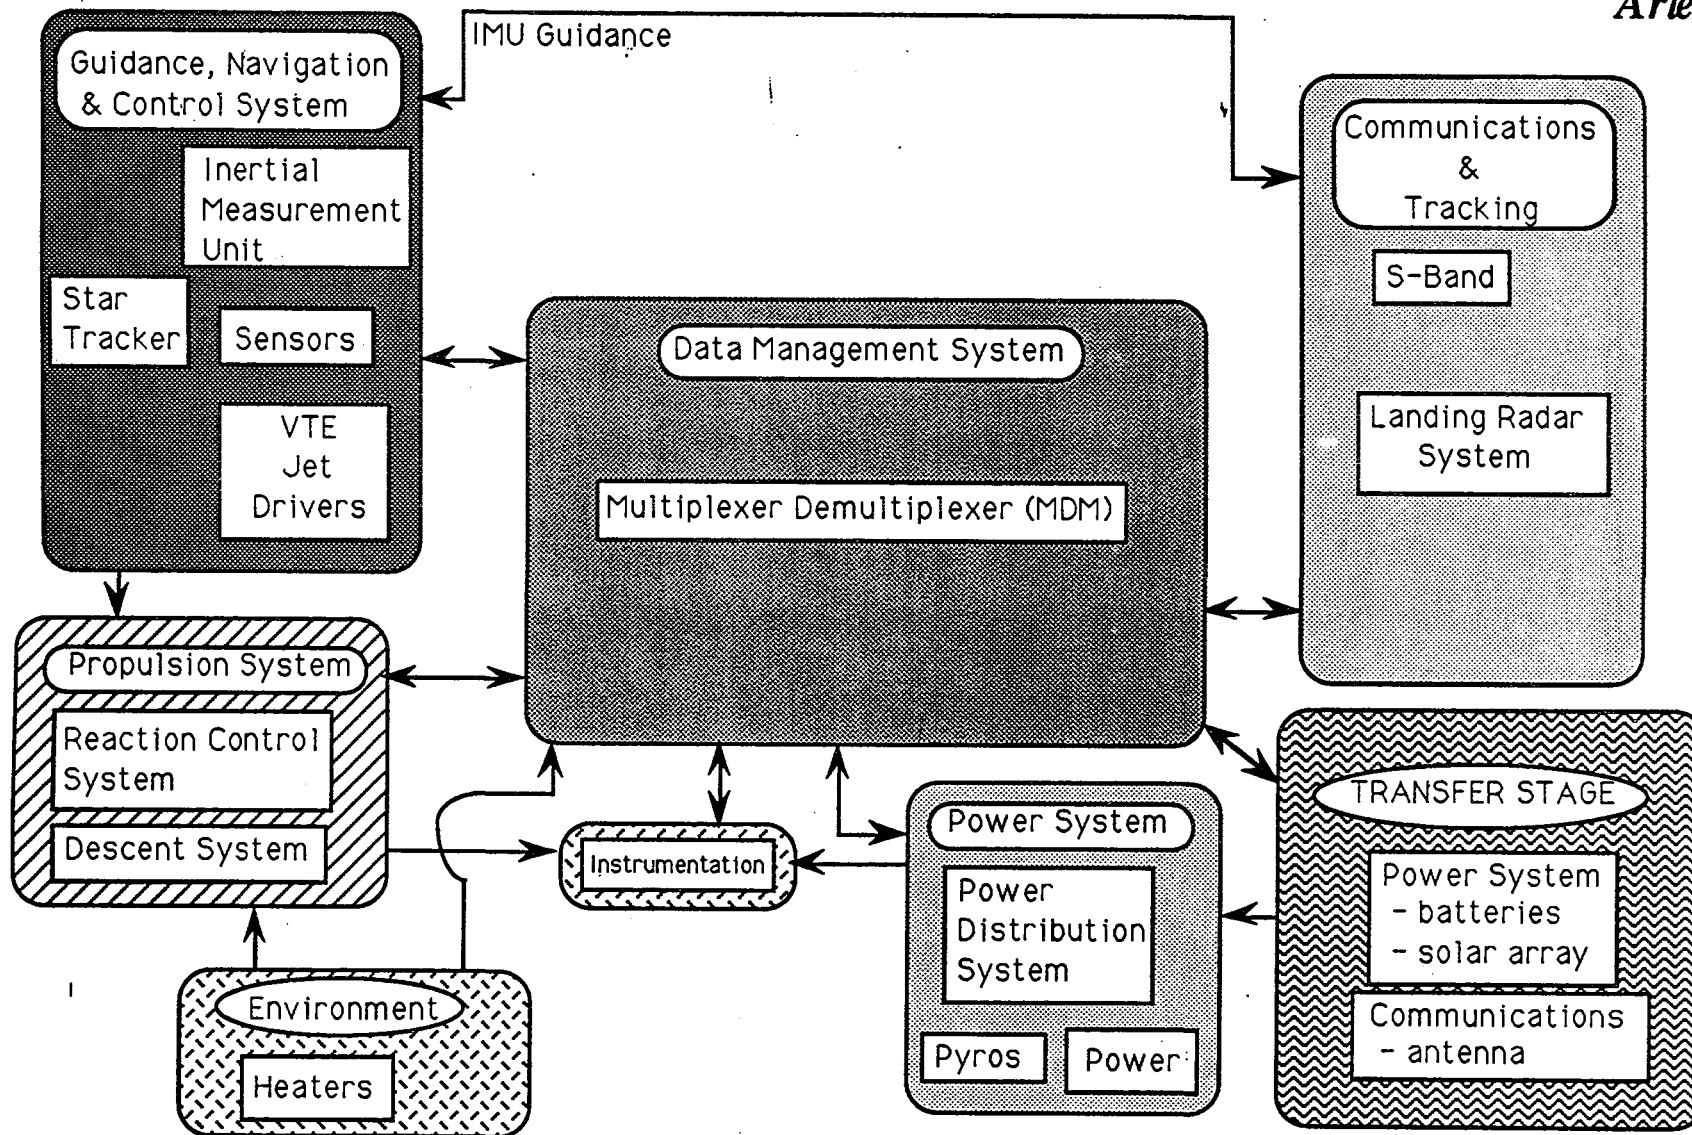 Arte
IMU Guidance
Guidance, Navigation
& Control System
Inertial
Measurement
Unit
Star
Tracker
Sensors
VTE
Jet
Drivers
Communications
&
Tracking
S-Band
Landing Radar
System
Data Management System
Multiplexer Demultiplexer (MDM)
Propulsion System
Reaction Control
System
Descent System
Instrumentation
Power System
Power
Distribution
System
Pyros
Power
TRANSFER STAGE
Power System
- batteries
- solar array
Communications
- antenna
Environment
Heaters